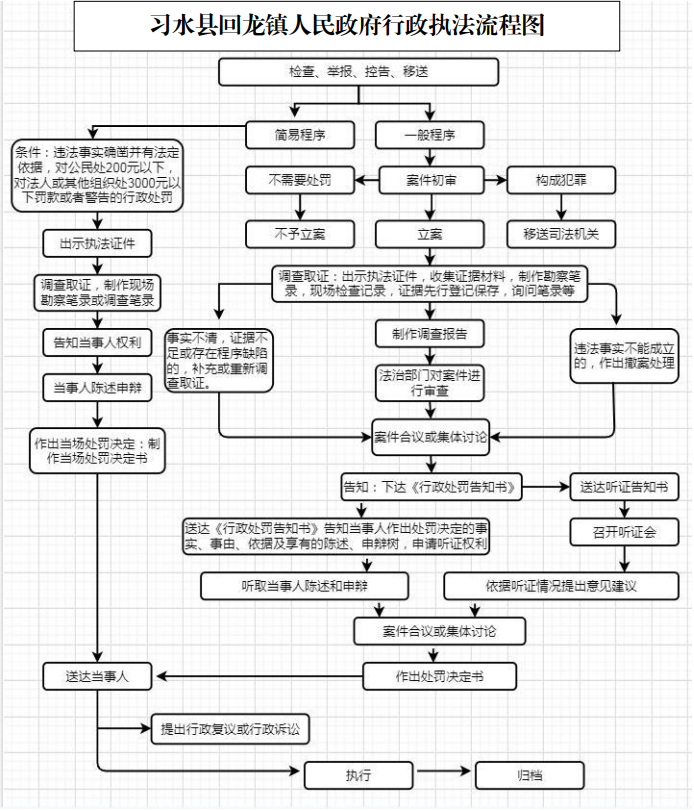 习水县回龙镇人民政府行政执法流程图
检查、举报、控告、移送
简易程序
一般程序
条件：违法事实确凿并有法定
依据，对公民处200元以下，
对法人或其他组织处3000元以
下罚款或者警告的行政处罚
不需要处罚
案件初审
构成犯罪
出示执法证件
不予立案
立案
移送司法机关
调查取证，制作现场
勘察笔录或调查笔录
调查取证：出示执法证件，收集证据材料，制作勘察笔
录，现场检查记录，证据先行登记保存，询问笔录等
告知当事人权利
事实不清，证据不
足或存在程序缺陷
的，补充或重新调
查取证。
制作调查报告
违法事实不能成立
的，作出撤案处理
当事人陈述申辩
法治部门对案件进
行审查
作出当场处罚决定：制
作当场处罚决定书
案件合议或集体讨论
告知：下达《行政处罚告知书》
送达听证告知书
送达《行政处罚告知书》告知当事人作出处罚决定的事
实、事由、依据及享有的陈述、申辩树，申请听证权利
召开听证会
听取当事人陈述和申辩
依据听证情况提出意见建议
案件合议或集体讨论
送达当事人
作出处罚决定书
提出行政复议或行政诉讼
执行
归档